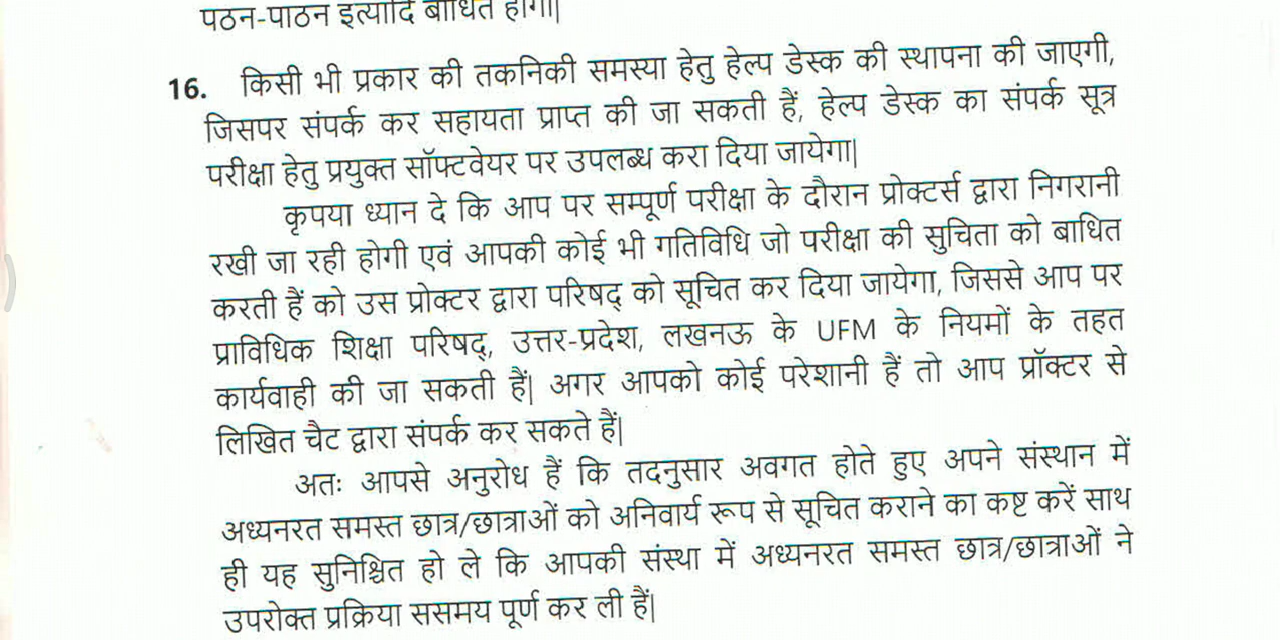 पठन-पाठन इत्यादि बाधित होगा|
16. किसी भी प्रकार की तकनिकी समस्या हेतु हेल्प डेस्क की स्थापना की जाएगी,
जिसपर संपर्क कर सहायता प्राप्त की जा सकती हैं, हेल्प डेस्क का संपर्क सूत्र
परीक्षा हेतु प्रयुक्त सॉफ्टवेयर पर उपलब्ध करा दिया जायेगा|
कृपया ध्यान दे कि आप पर सम्पूर्ण परीक्षा के दौरान प्रोक्टर्स द्वारा निगरानी
रखी जा रही होगी एवं आपकी कोई भी गतिविधि जो परीक्षा की सुचिता को बाधित
करती हैं को उस प्रोक्टर द्वारा परिषद् को सूचित कर दिया जायेगा, जिससे आप पर
प्राविधिक शिक्षा परिषद्, उत्तर-प्रदेश, लखनऊ के UFM के नियमों के तहत
कार्यवाही की जा सकती हैं| अगर आपको कोई परेशानी हैं तो आप प्रॉक्टर से
लिखित चैट द्वारा संपर्क कर सकते हैं|
अतः आपसे अनुरोध हैं कि तदनुसार अवगत होते हुए अपने संस्थान में
अध्यनरत समस्त छात्र/छात्राओं को अनिवार्य रूप से सूचित कराने का कष्ट करें साथ
ही यह सुनिश्चित हो ले कि आपकी संस्था में अध्यनरत समस्त छात्र/छात्राओं ने
उपरोक्त प्रक्रिया ससमय पूर्ण कर ली हैं|